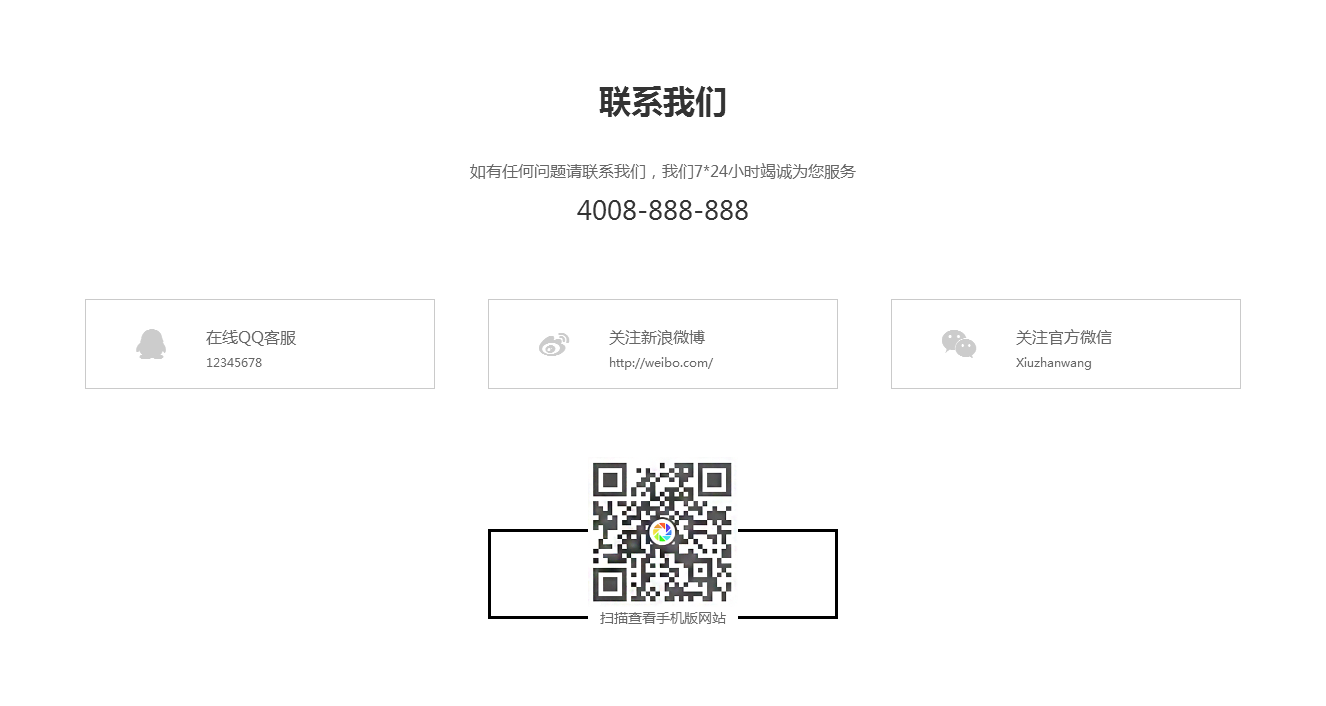 联系我们
如有任何问题请联系我们，我们7*24小时竭诚为您服务
4008-888-888
在线QQ客服
12345678
关注新浪微博
http://weibo.com/
关注官方微信
Xiuzhanwang
扫描查看手机版网站